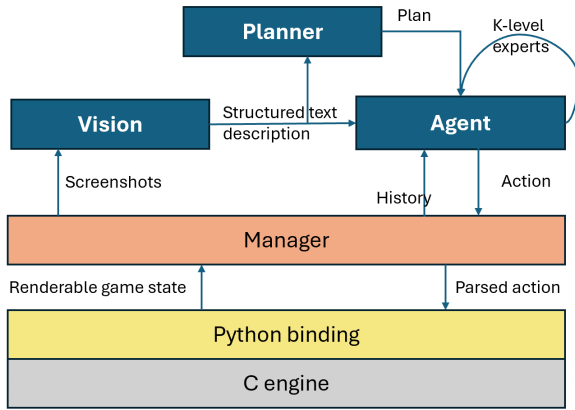 Plan
Planner
K-level
experts
Vision
Structured text
description
Agent
Screenshots
History
Action
Manager
Renderable game state
Parsed action
Python binding
C engine